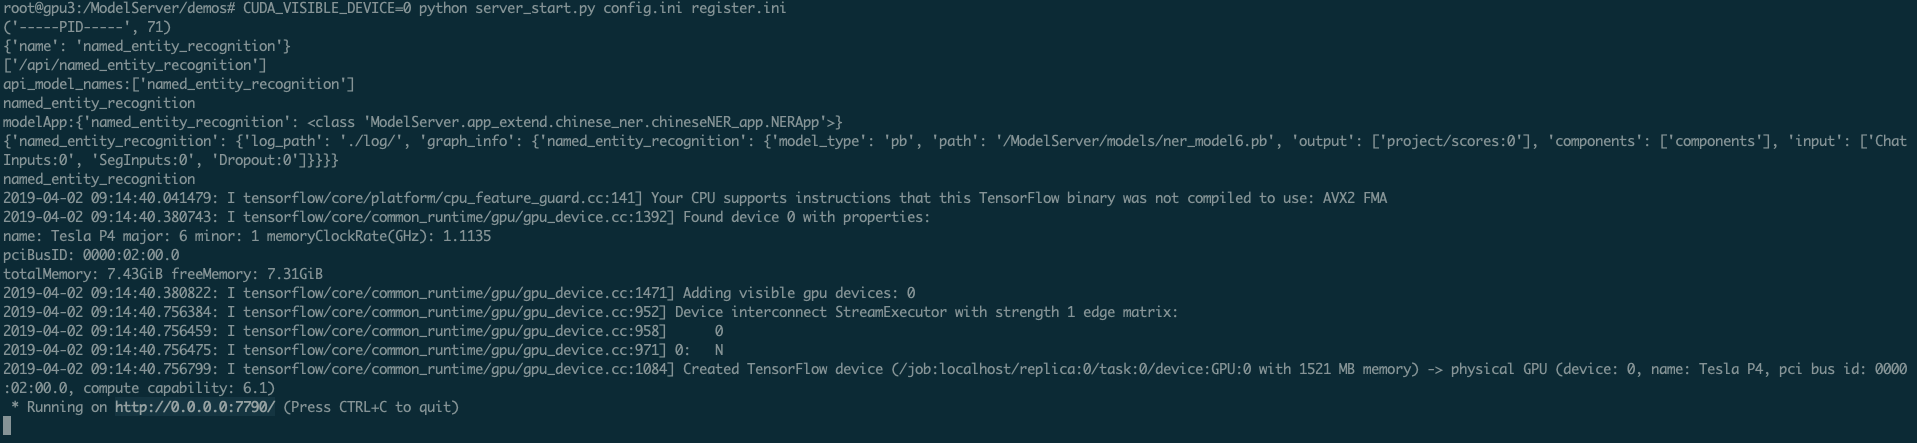 root@gpu3:/ModelServer/demos# CUDA_VISIBLE_DEVICE=0 python server_start.py config.ini register.ini
('-----PID-----', 71)
{'name': 'named_entity_recognition'}
['/api/named_entity_recognition']
api_model_names:['named_entity_recognition']
named_entity_recognition
modelApp:{'named_entity_recognition': <class 'ModelServer.app_extend.chinese_ner.chineseNER_app.NERApp'>}
{'named_entity_recognition': {'log_path': './log/', 'graph_info': {'named_entity_recognition': {'model_type': 'pb', 'path': '/ModelServer/models/ner_model6.pb', 'output': ['project/scores:0'], 'components': ['components'], 'input': ['Chat
Inputs:0', 'SegInputs:0', 'Dropout:0']}}}}
named_entity_recognition
2019-04-02 09:14:40.041479: I tensorflow/core/platform/cpu_feature_guard.cc:141] Your CPU supports instructions that this TensorFlow binary was not compiled to use: AVX2 FMA
2019-04-02 09:14:40.380743: I tensorflow/core/common_runtime/gpu/gpu_device.cc:1392] Found device 0 with properties:
name: Tesla P4 major: 6 minor: 1 memoryClockRate(GHz): 1.1135
pciBusID: 0000:02:00.0
totalMemory: 7.43GiB freeMemory: 7.31GiB
2019-04-02 09:14:40.380822: I tensorflow/core/common_runtime/gpu/gpu_device.cc:1471] Adding visible gpu devices: 0
2019-04-02 09:14:40.756384: I tensorflow/core/common_runtime/gpu/gpu_device.cc:952] Device interconnect StreamExecutor with strength 1 edge matrix:
2019-04-02 09:14:40.756459: I tensorflow/core/common_runtime/gpu/gpu_device.cc:958]      0
2019-04-02 09:14:40.756475: I tensorflow/core/common_runtime/gpu/gpu_device.cc:971] 0:   N
2019-04-02 09:14:40.756799: I tensorflow/core/common_runtime/gpu/gpu_device.cc:1084] Created TensorFlow device (/job:localhost/replica:0/task:0/device:GPU:0 with 1521 MB memory) -> physical GPU (device: 0, name: Tesla P4, pci bus id: 0000
:02:00.0, compute capability: 6.1)
 * Running on http://0.0.0.0:7790/ (Press CTRL+C to quit)